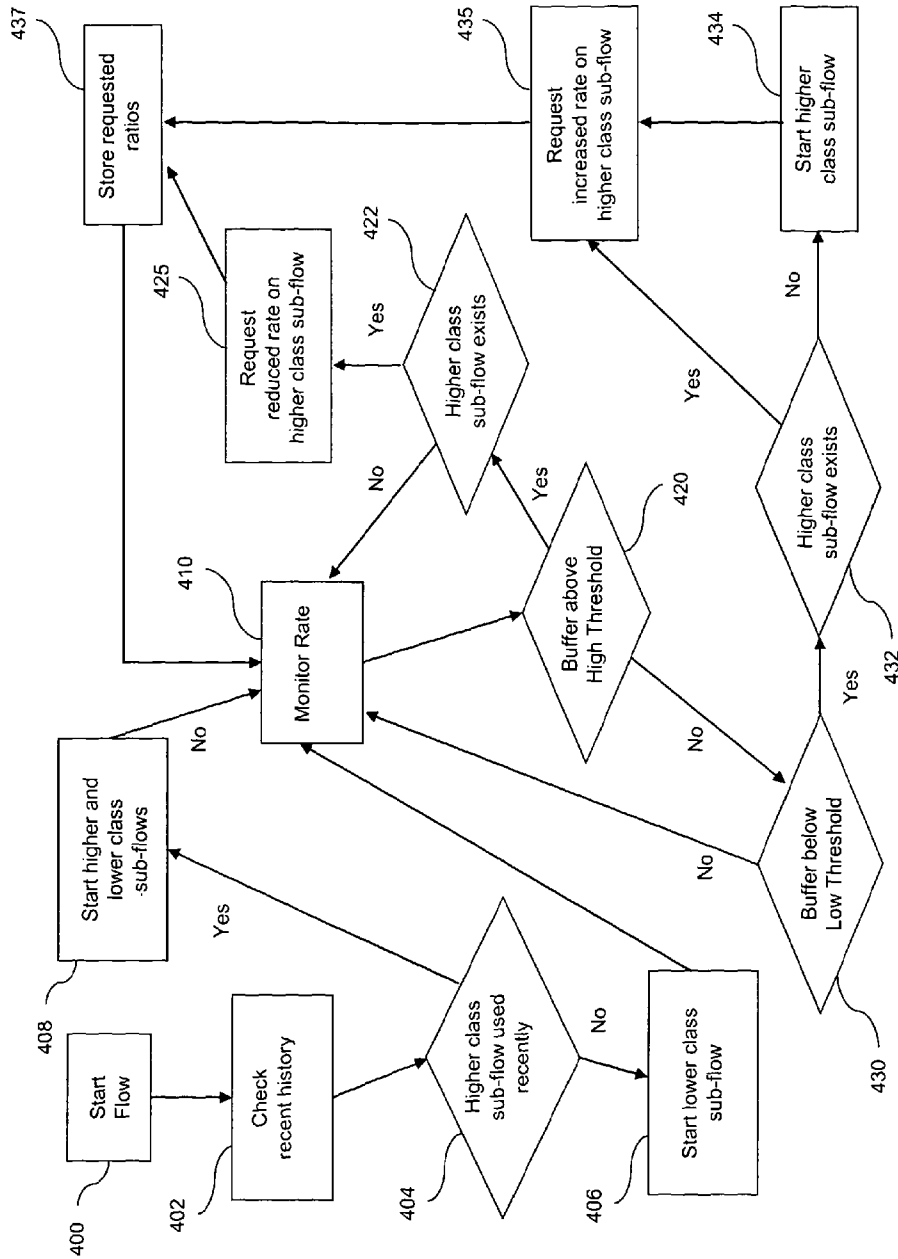 400
Start
Flow
402
Check
recent history
404
Higher class
sub-flow used
recently
Yes
No
406
Start lower class
sub-flow
408
Start higher and
lower class
-sub-flows
No
410
Monitor Rate
420
Buffer above
High Threshold
Yes
No
422
Higher class
sub-flow exists
Yes
No
425
Request
reduced rate on
higher class sub-flow
430
Buffer below
Low Threshold
Yes
No
432
Higher class
sub-flow exists
Yes
No
434
Start higher
class sub-flow
435
Request
increased rate on
higher class sub-flow
437
Store requested
ratios